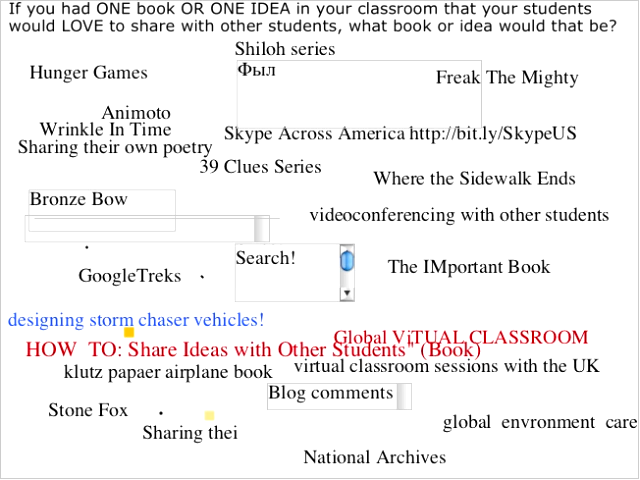 If you had ONE book OR ONE IDEA in your classroom that your students
would LOVE to share with other students, what book or idea would that be?
Shiloh series
Hunger Games
Фыл
Freak The Mighty
Animoto
Wrinkle In Time
Skype Across America http://bit.ly/SkypeUS
Sharing their own poetry
39 Clues Series
Where the Sidewalk Ends
Bronze Bow
videoconferencing with other students
Search!
The IMportant Book
GoogleTreks
designing storm chaser vehicles!
Global ViTUAL CLASSROOM
HOW TO: Share Ideas with Other Students" (Book)
virtual classroom sessions with the UK
klutz papaer airplane book
Blog comments
Stone Fox
global envronment care
Sharing thei
National Archives